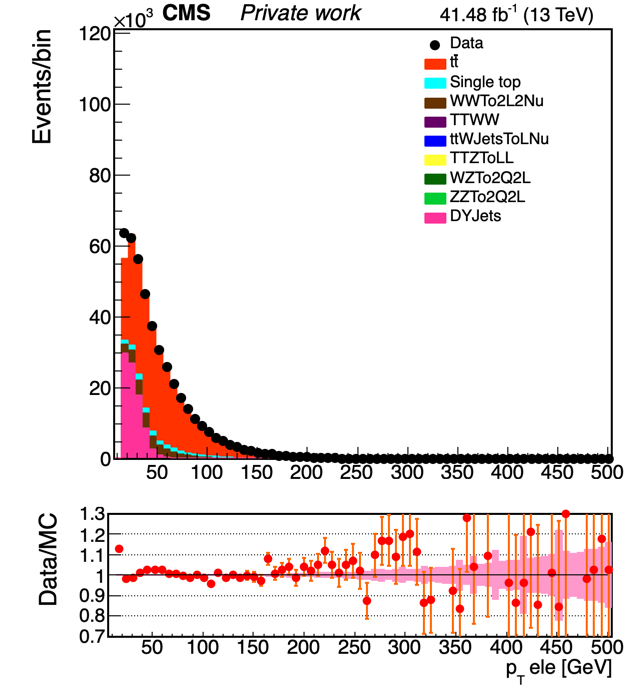 ×10³ CMS Private work 41.48 fb⁻¹ (13 TeV)
Events/bin
120
100
80
60
40
20
0
Data
tt̄
Single top
WWTo2L2Nu
TTWW
ttWJetsToLNu
TTZToLL
WZTo2Q2L
ZZTo2Q2L
DYJets
50 100 150 200 250 300 350 400 450 500
Data/MC
1.3
1.2
1.1
1
0.9
0.8
0.7
50 100 150 200 250 300 350 400 450 500
p_T ele [GeV]